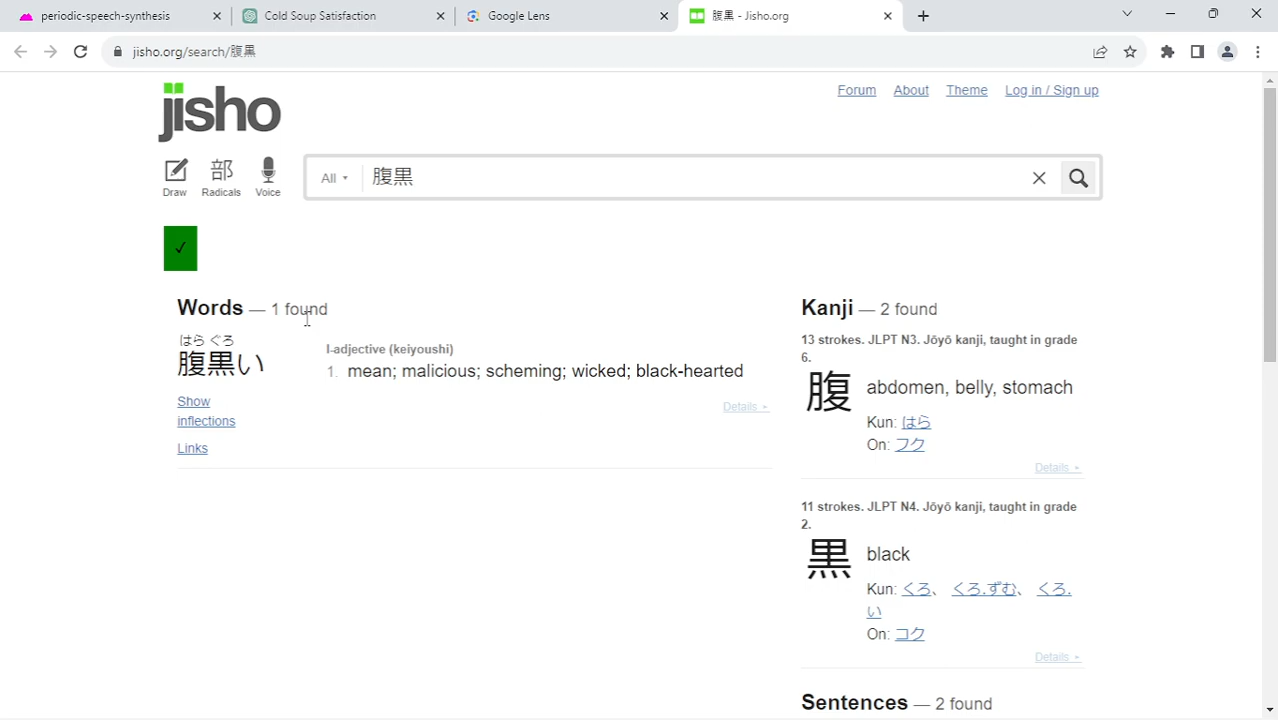 periodic-speech-synthesis
Cold Soup Satisfaction
Google Lens
腹黒 - Jisho.org
jisho.org/search/腹黒
jisho
Forum About Theme Log in / Sign up
Draw
部
Radicals
Voice
All
腹黒
✓
Words — 1 found
はら ぐろ
腹黒い
Show
inflections
Links
I-adjective (keiyoushi)
1. mean; malicious; scheming; wicked; black-hearted
Details
Kanji — 2 found
13 strokes. JLPT N3. Jōyō kanji, taught in grade
6.
腹
abdomen, belly, stomach
Kun: はら
On: フク
Details
11 strokes. JLPT N4. Jōyō kanji, taught in grade
2.
黒
black
Kun: くろ、 くろ.ずむ、 くろ.
い
On: コク
Details
Sentences — 2 found